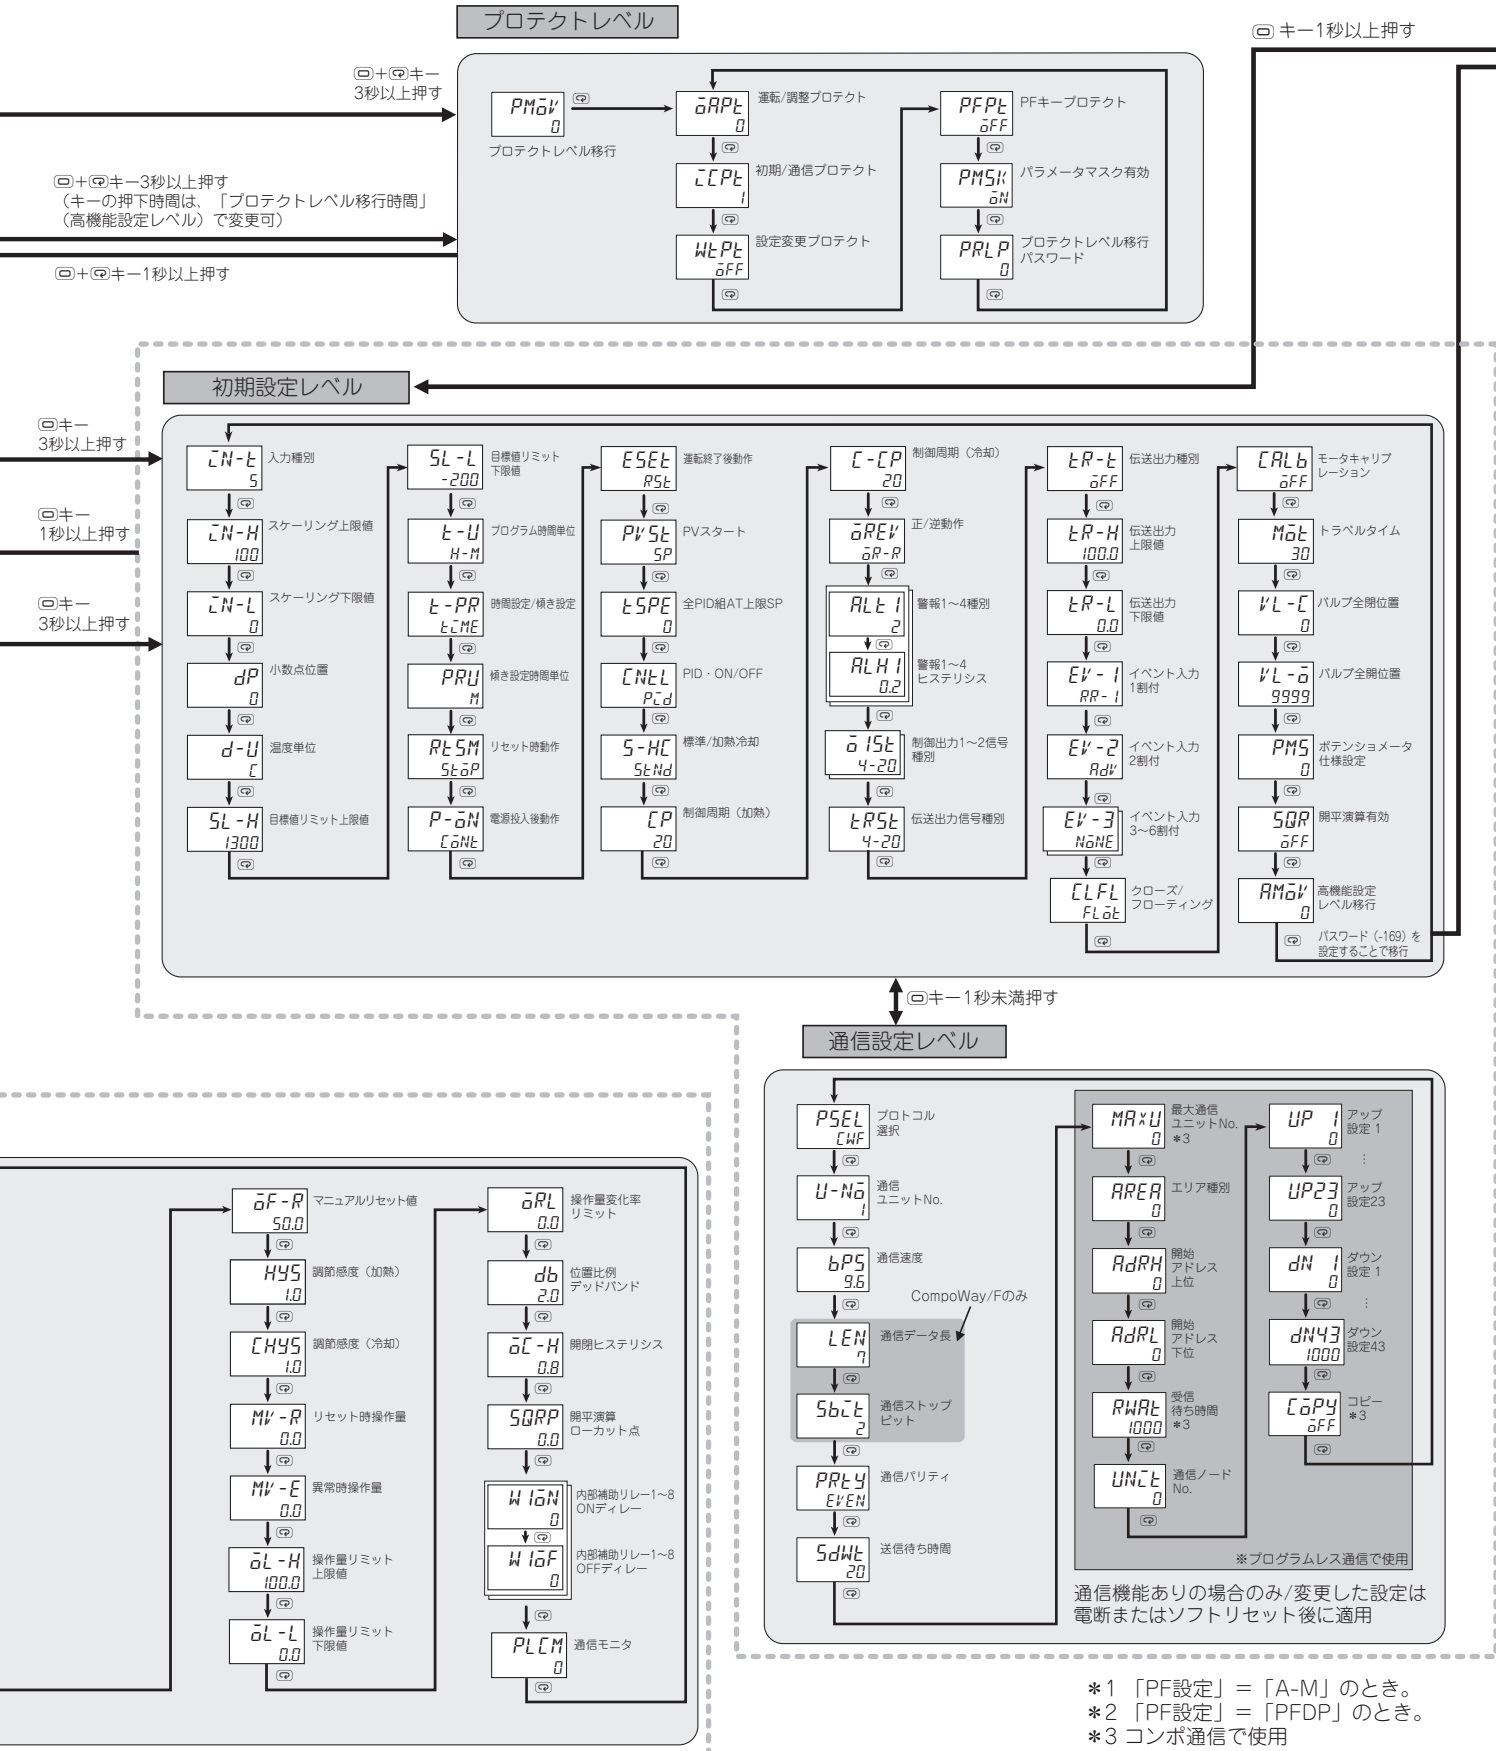 プロテクトレベル
キー1秒以上押す
＋キー
3秒以上押す
PMoV
0
プロテクトレベル移行
oAPt
0
運転/調整プロテクト
iCPt
1
初期/通信プロテクト
WtPt
oFF
設定変更プロテクト
PFPt
oFF
PFキープロテクト
PMSK
oN
パラメータマスク有効
PRLP
0
プロテクトレベル移行
パスワード
＋キー3秒以上押す
（キーの押下時間は、「プロテクトレベル移行時間」
（高機能設定レベル）で変更可）
＋キー1秒以上押す
初期設定レベル
キー
3秒以上押す
キー
1秒以上押す
キー
3秒以上押す
iN-t
5
入力種別
iN-H
100
スケーリング上限値
iN-L
0
スケーリング下限値
dP
0
小数点位置
d-U
C
温度単位
SL-H
1300
目標値リミット上限値
SL-L
-200
目標値リミット
下限値
t-U
H-M
プログラム時間単位
t-PR
tiME
時間設定/傾き設定
PRU
M
傾き設定時間単位
RESM
StoP
リセット時動作
P-oN
CoNt
電源投入後動作
ESEt
RSt
運転終了後動作
PVSt
SP
PVスタート
tSPE
0
全PID組AT上限SP
CNtL
Pid
PID・ON/OFF
S-HC
StNd
標準/加熱冷却
CP
20
制御周期（加熱）
C-CP
20
制御周期（冷却）
oREV
oR-R
正/逆動作
ALt1
2
警報1～4種別
ALH1
0.2
警報1～4
ヒステリシス
o1St
4-20
制御出力1～2信号
種別
tRSt
4-20
伝送出力信号種別
tR-t
oFF
伝送出力種別
tR-H
100.0
伝送出力
上限値
tR-L
0.0
伝送出力
下限値
EV-1
RR-1
イベント入力
1割付
EV-2
AdV
イベント入力
2割付
EV-3
NoNE
イベント入力
3～6割付
CLFL
FLot
クローズ/
フローティング
CALb
oFF
モータキャリブ
レーション
Mot
30
トラベルタイム
VL-C
0
バルブ全閉位置
VL-o
9999
バルブ全開位置
PMS
0
ポテンショメータ
仕様設定
SQR
oFF
開平演算有効
AMoV
0
高機能設定
レベル移行
パスワード（-169）を
設定することで移行
キー1秒未満押す
通信設定レベル
PSEL
CWF
プロトコル
選択
U-No
1
通信
ユニットNo.
bPS
9.6
通信速度
CompoWay/Fのみ
LEN
7
通信データ長
Sbit
2
通信ストップ
ビット
PRtY
EVEN
通信パリティ
SdWt
20
送信待ち時間
MAXU
0
最大通信
ユニットNo.
＊3
AREA
0
エリア種別
AdRH
0
開始
アドレス
上位
AdRL
0
開始
アドレス
下位
RWAt
1000
受信
待ち時間
＊3
UNit
0
通信ノード
No.
UP 1
0
アップ
設定 1
⋮
UP23
0
アップ
設定23
dN 1
0
ダウン
設定 1
⋮
dN43
1000
ダウン
設定43
CoPY
oFF
コピー
＊3
※プログラムレス通信で使用
通信機能ありの場合のみ/変更した設定は
電断またはソフトリセット後に適用
oF-R
50.0
マニュアルリセット値
HYS
1.0
調節感度（加熱）
CHYS
1.0
調節感度（冷却）
MV-R
0.0
リセット時操作量
MV-E
0.0
異常時操作量
oL-H
100.0
操作量リミット
上限値
oL-L
0.0
操作量リミット
下限値
oRL
0.0
操作量変化率
リミット
db
2.0
位置比例
デッドバンド
oC-H
0.8
開閉ヒステリシス
SQRP
0.0
開平演算
ローカット点
W1oN
0
内部補助リレー1～8
ONディレー
W1oF
0
内部補助リレー1～8
OFFディレー
PLCM
0
通信モニタ
＊1 「PF設定」＝「A-M」のとき。
＊2 「PF設定」＝「PFDP」のとき。
＊3 コンポ通信で使用